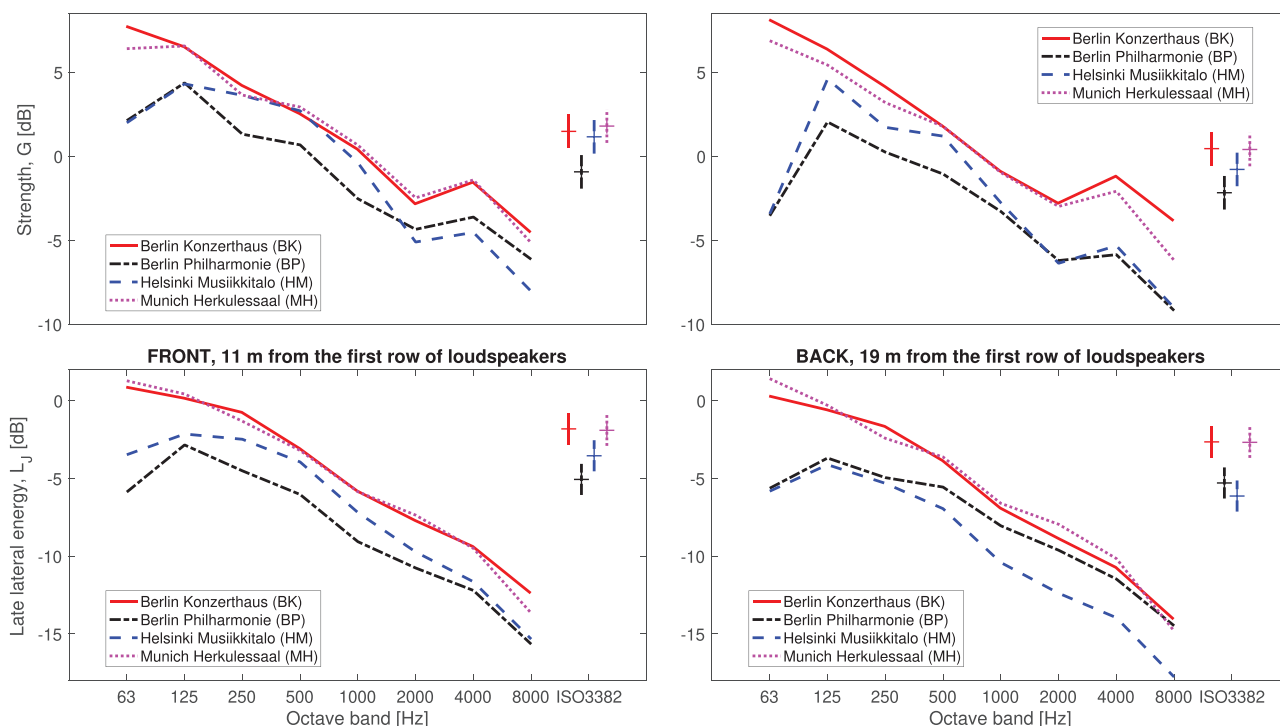 Strength, G [dB]
5
0
-5
-10
Berlin Konzerthaus (BK)
Berlin Philharmonie (BP)
Helsinki Musiikkitalo (HM)
Munich Herkulessaal (MH)
5
0
-5
-10
Berlin Konzerthaus (BK)
Berlin Philharmonie (BP)
Helsinki Musiikkitalo (HM)
Munich Herkulessaal (MH)
FRONT, 11 m from the first row of loudspeakers
Late lateral energy, LJ [dB]
0
-5
-10
-15
Berlin Konzerthaus (BK)
Berlin Philharmonie (BP)
Helsinki Musiikkitalo (HM)
Munich Herkulessaal (MH)
63 125 250 500 1000 2000 4000 8000 ISO3382
Octave band [Hz]
BACK, 19 m from the first row of loudspeakers
0
-5
-10
-15
Berlin Konzerthaus (BK)
Berlin Philharmonie (BP)
Helsinki Musiikkitalo (HM)
Munich Herkulessaal (MH)
63 125 250 500 1000 2000 4000 8000 ISO3382
Octave band [Hz]